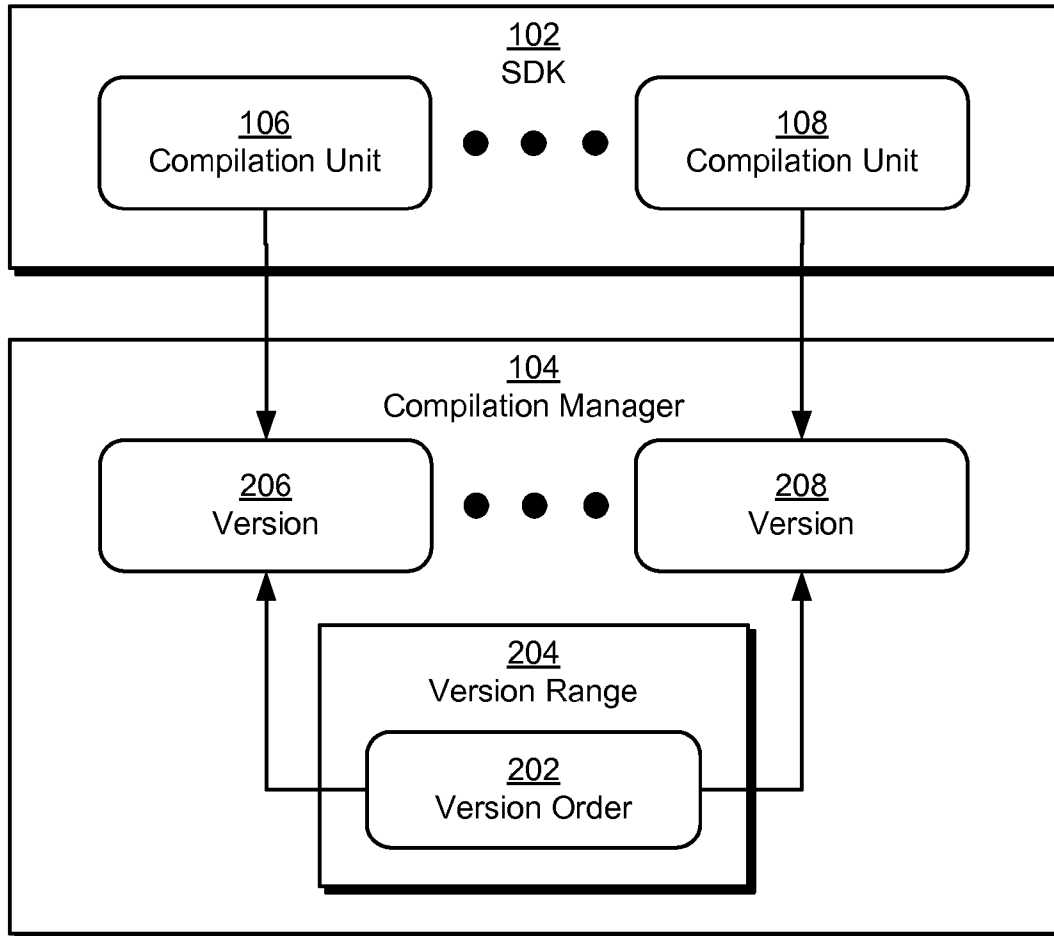 102
SDK
106
Compilation Unit
108
Compilation Unit
104
Compilation Manager
206
Version
208
Version
204
Version Range
202
Version Order